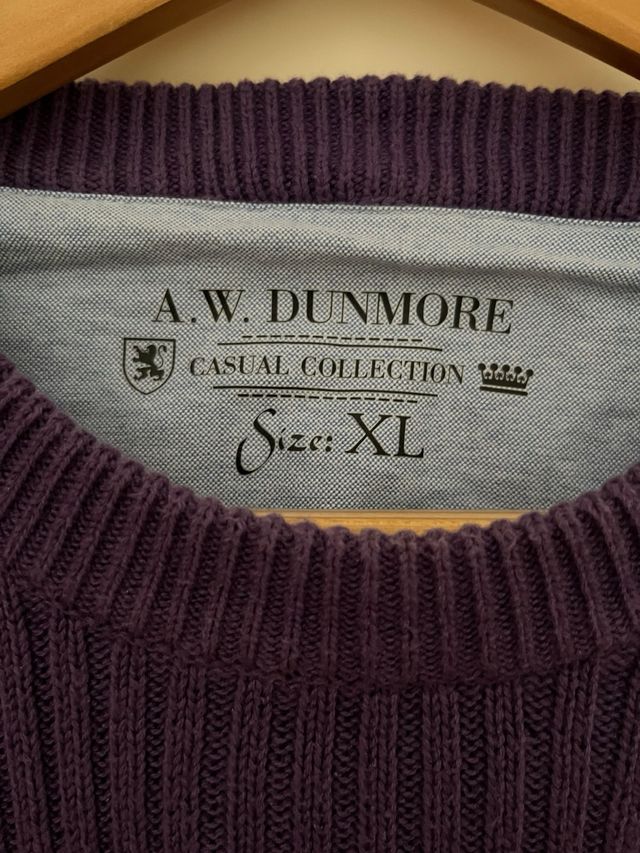 A.W. DUNMORE
CASUAL COLLECTION
Size: XL